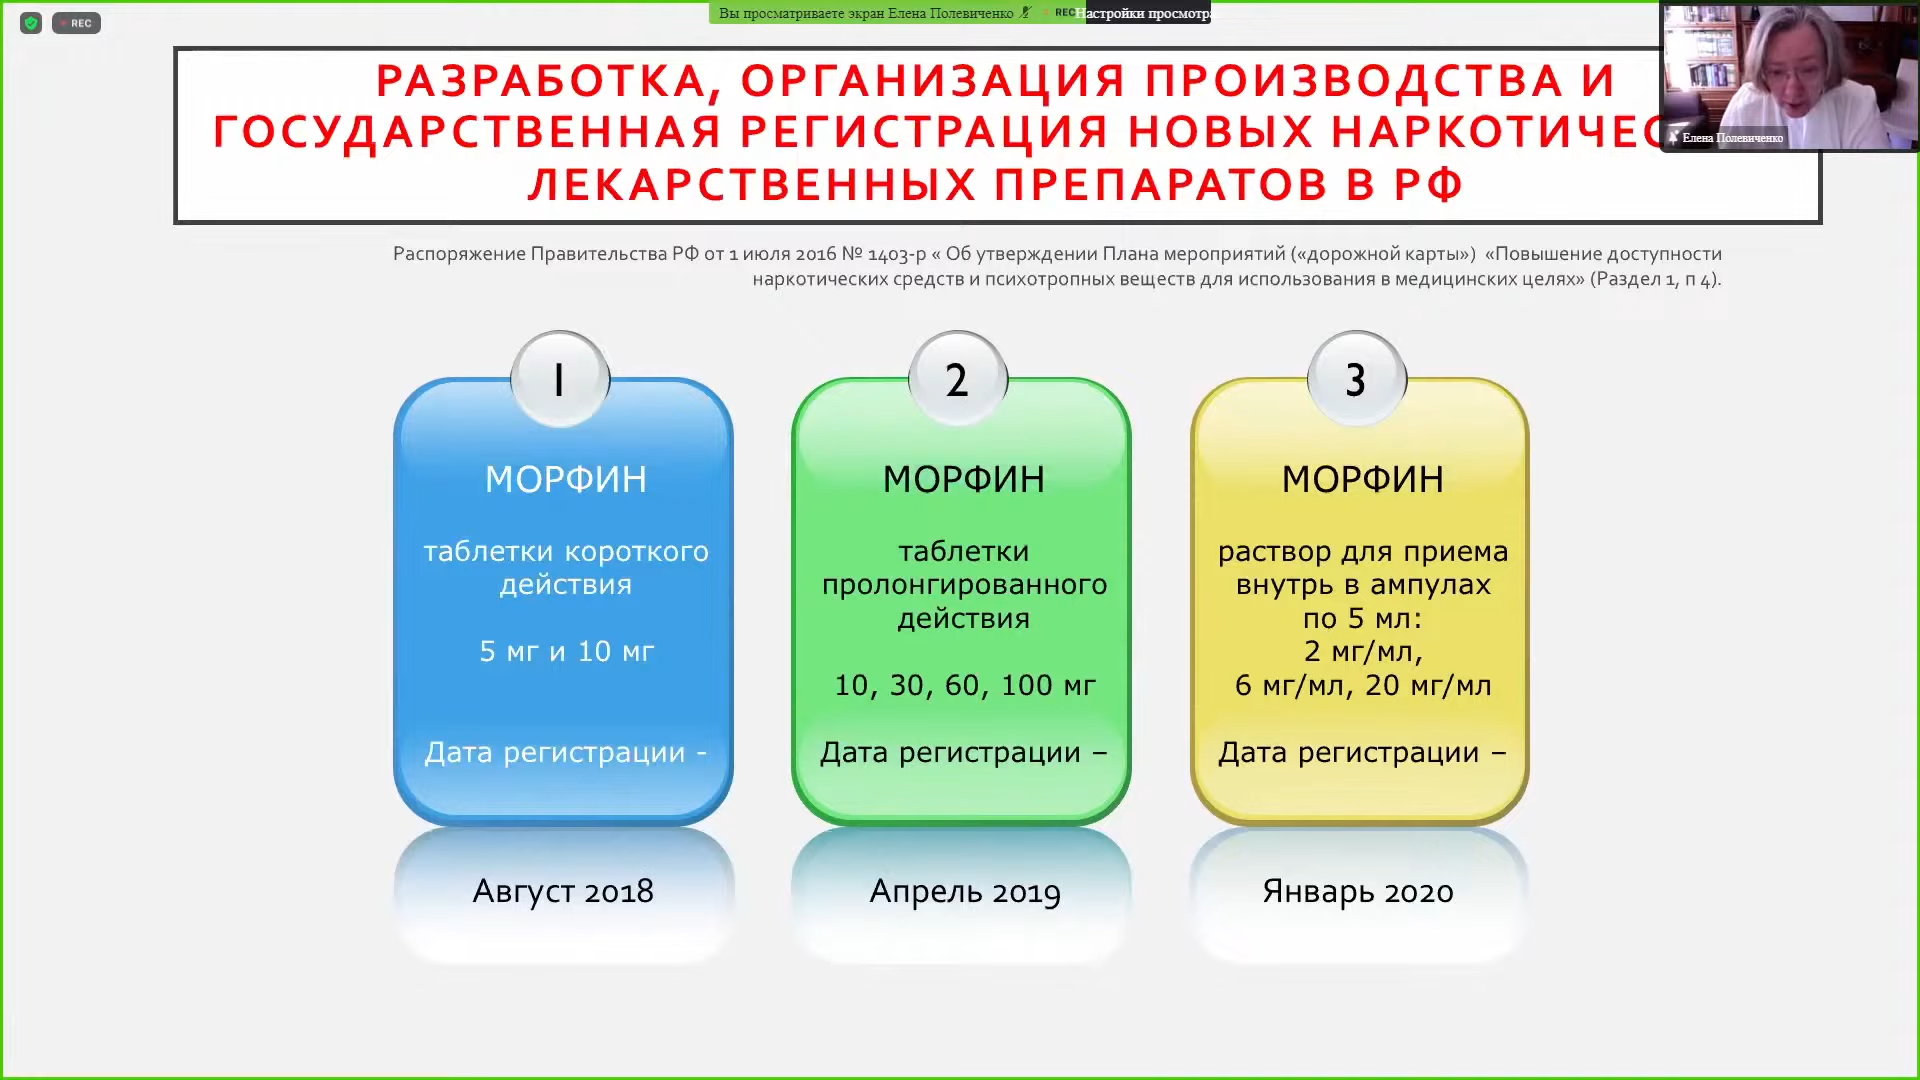 REC
Вы просматриваете экран Елена Полевиченко
REC
Настройки просмотра
РАЗРАБОТКА, ОРГАНИЗАЦИЯ ПРОИЗВОДСТВА И
ГОСУДАРСТВЕННАЯ РЕГИСТРАЦИЯ НОВЫХ НАРКОТИЧЕС
ЛЕКАРСТВЕННЫХ ПРЕПАРАТОВ В РФ
Елена Полевиченко
Распоряжение Правительства РФ от 1 июля 2016 № 1403-р « Об утверждении Плана мероприятий («дорожной карты») «Повышение доступности
наркотических средств и психотропных веществ для использования в медицинских целях» (Раздел 1, п 4).
1
МОРФИН
таблетки короткого
действия
5 мг и 10 мг
Дата регистрации -
Август 2018
2
МОРФИН
таблетки
пролонгированного
действия
10, 30, 60, 100 мг
Дата регистрации –
Апрель 2019
3
МОРФИН
раствор для приема
внутрь в ампулах
по 5 мл:
2 мг/мл,
6 мг/мл, 20 мг/мл
Дата регистрации –
Январь 2020